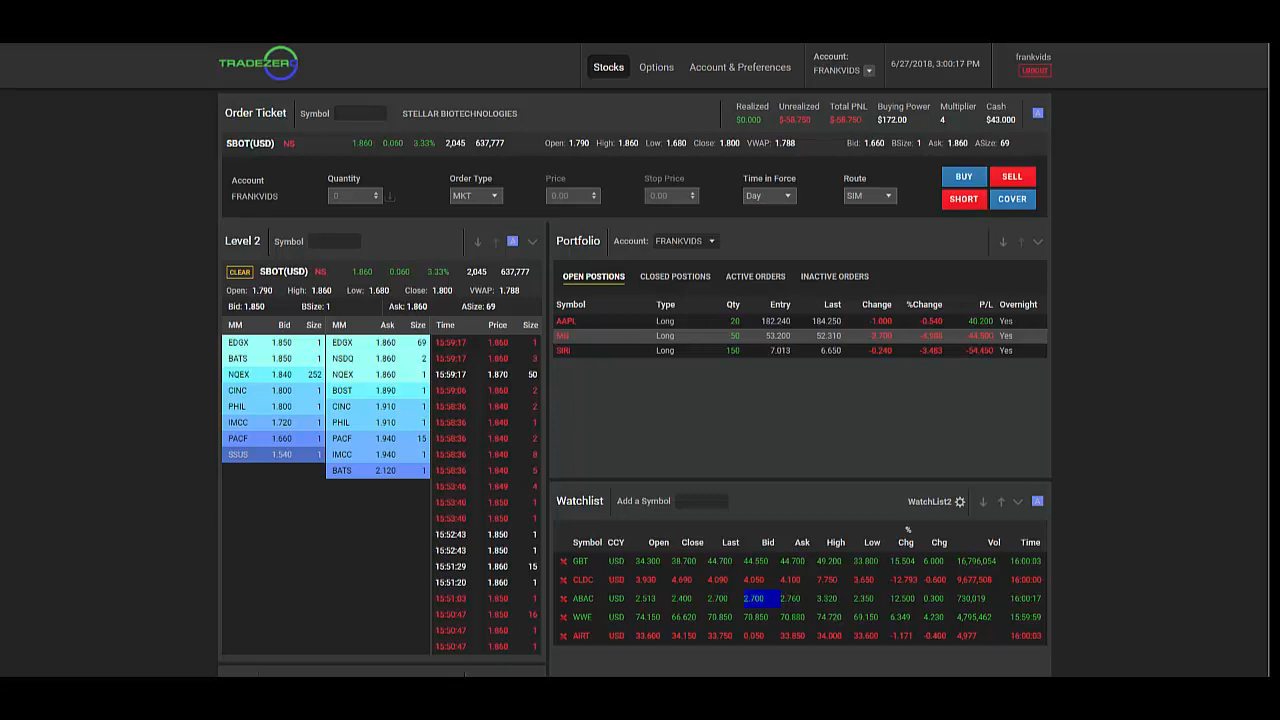 TRADEZERO
Stocks Options Account & Preferences
Account:
FRANKVIDS
6/27/2018, 3:00:17 PM
frankvids
LOGOUT
Order Ticket Symbol STELLAR BIOTECHNOLOGIES
Realized Unrealized Total PNL Buying Power Multiplier Cash
$0.000 $-58.750 $-58.750 $172.00 4 $43.000
A
SBOT(USD) NS 1.860 0.060 3.33% 2,045 637,777 Open: 1.790 High: 1.860 Low: 1.680 Close: 1.800 VWAP: 1.788 Bid: 1.660 BSize: 1 Ask: 1.860 ASize: 69
Account Quantity Order Type Price Stop Price Time in Force Route
FRANKVIDS 0 MKT 0.00 0.00 Day SIM
BUY SELL
SHORT COVER
Level 2 Symbol A
CLEAR SBOT(USD) NS 1.860 0.060 3.33% 2,045 637,777
Open: 1.790 High: 1.860 Low: 1.680 Close: 1.800 VWAP: 1.788
Bid: 1.850 BSize: 1 Ask: 1.860 ASize: 69
MM Bid Size MM Ask Size Time Price Size
EDGX 1.850 1 EDGX 1.860 69 15:59:17 1.860 1
BATS 1.850 1 NSDQ 1.860 2 15:59:17 1.860 3
NQEX 1.840 252 NQEX 1.860 1 15:59:17 1.870 50
CINC 1.800 1 BOST 1.890 1 15:59:06 1.860 2
PHIL 1.800 1 CINC 1.910 1 15:58:36 1.840 2
IMCC 1.720 1 PHIL 1.910 1 15:58:36 1.840 1
PACF 1.660 1 PACF 1.940 15 15:58:36 1.840 2
SSUS 1.540 1 IMCC 1.940 1 15:58:36 1.840 8
BATS 2.120 1 15:58:36 1.840 5
15:53:46 1.849 4
15:53:40 1.850 1
15:53:40 1.850 1
15:52:43 1.850 1
15:52:43 1.850 1
15:51:29 1.860 15
15:51:20 1.860 1
15:51:03 1.850 1
15:50:47 1.850 16
15:50:47 1.860 1
15:50:47 1.860 1
Portfolio Account: FRANKVIDS
OPEN POSTIONS CLOSED POSTIONS ACTIVE ORDERS INACTIVE ORDERS
Symbol Type Qty Entry Last Change %Change P/L Overnight
AAPL Long 20 182.240 184.250 -1.000 -0.540 40.200 Yes
Long 50 53.200 52.310 -2.700 -44.500 Yes
SIRI Long 150 7.013 6.650 -0.240 -3.483 -54.450 Yes
Watchlist Add a Symbol WatchList2 A
%
Symbol CCY Open Close Last Bid Ask High Low Chg Chg Vol Time
GBT USD 34.300 38.700 44.700 44.550 44.700 49.200 33.800 15.504 6.000 16,796,054 16:00:03
CLDC USD 3.930 4.690 4.090 4.050 4.100 7.750 3.650 -12.793 -0.600 9,677,508 16:00:00
ABAC USD 2.513 2.400 2.700 2.700 2.760 3.320 2.350 12.500 0.300 730,019 16:00:17
WWE USD 74.150 66.620 70.850 70.850 70.880 74.720 69.150 6.349 4.230 4,795,462 15:59:59
AIRT USD 33.600 34.150 33.750 0.050 33.850 34.000 33.600 -1.171 -0.400 4,977 16:00:03